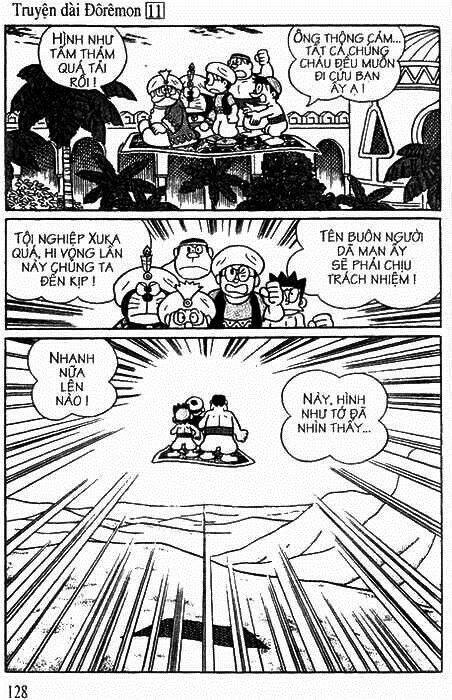 Truyện dài Đôrêmon 11
HÌNH NHƯ
TẤM THẢM
QUÁ TẢI
RỒI !
ÔNG THÔNG CẢM...
TẤT CẢ CHÚNG
CHÁU ĐỀU MUỐN
ĐI CỨU BẠN
ẤY Ạ !
TỘI NGHIỆP XUKA
QUÁ, HI VỌNG LẦN
NÀY CHÚNG TA
ĐẾN KỊP !
TÊN BUÔN NGƯỜI
DÃ MAN ẤY
SẼ PHẢI CHỊU
TRÁCH NHIỆM !
NHANH
NỮA
LÊN
NÀO !
NÀY, HÌNH
NHƯ TỚ ĐÃ
NHÌN THẤY...
128